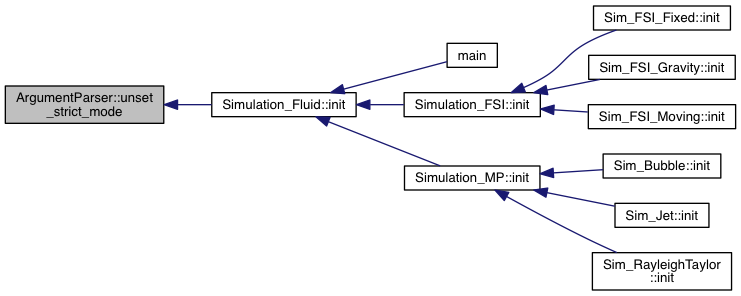 ArgumentParser::unset
_strict_mode
Simulation_Fluid::init
main
Simulation_FSI::init
Sim_FSI_Fixed::init
Sim_FSI_Gravity::init
Sim_FSI_Moving::init
Simulation_MP::init
Sim_Bubble::init
Sim_Jet::init
Sim_RayleighTaylor
::init